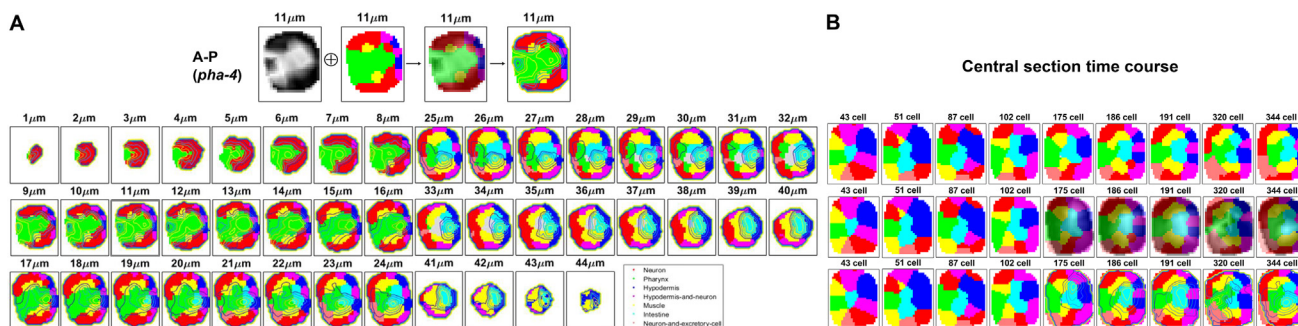 A
B
11μm 11μm 11μm 11μm
A-P
(pha-4)
Central section time course
1μm 2μm 3μm 4μm 5μm 6μm 7μm 8μm 25μm 26μm 27μm 28μm 29μm 30μm 31μm 32μm
9μm 10μm 11μm 12μm 13μm 14μm 15μm 16μm 33μm 34μm 35μm 36μm 37μm 38μm 39μm 40μm
17μm 18μm 19μm 20μm 21μm 22μm 23μm 24μm 41μm 42μm 43μm 44μm
Neuron
Pharynx
Hypodermis
Hypodermis-and-neuron
Muscle
Intestine
Neuron-and-excretory-cell
43 cell 51 cell 87 cell 102 cell 175 cell 186 cell 191 cell 320 cell 344 cell
43 cell 51 cell 87 cell 102 cell 175 cell 186 cell 191 cell 320 cell 344 cell
43 cell 51 cell 87 cell 102 cell 175 cell 186 cell 191 cell 320 cell 344 cell